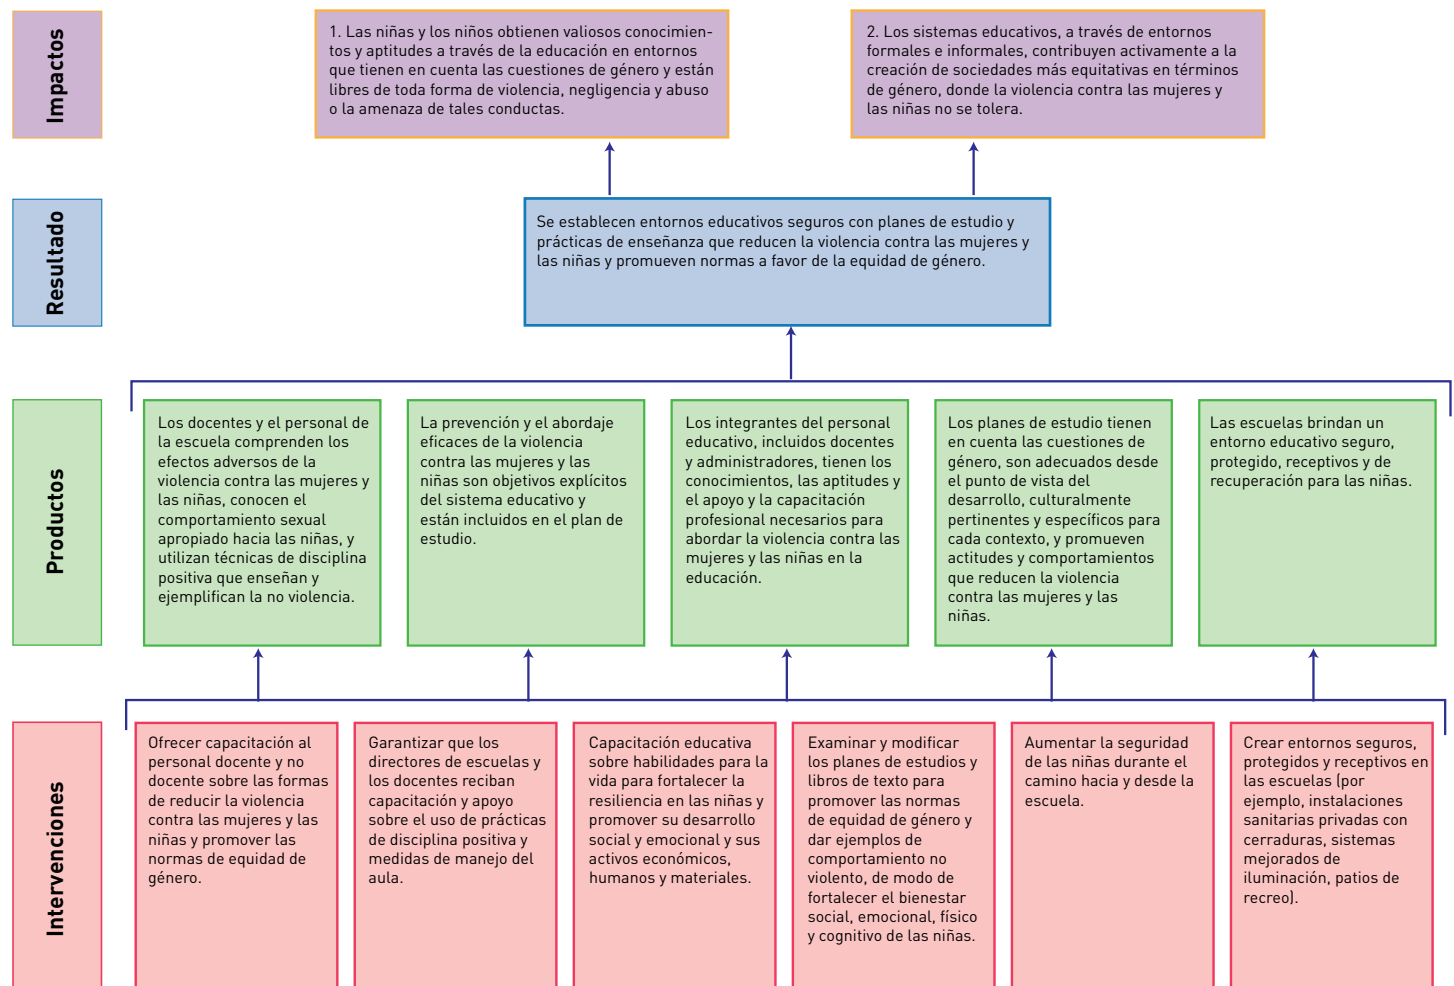 Impactos
1. Las niñas y los niños obtienen valiosos conocimien-
tos y aptitudes a través de la educación en entornos
que tienen en cuenta las cuestiones de género y están
libres de toda forma de violencia, negligencia y abuso
o la amenaza de tales conductas.
2. Los sistemas educativos, a través de entornos
formales e informales, contribuyen activamente a la
creación de sociedades más equitativas en términos
de género, donde la violencia contra las mujeres y
las niñas no se tolera.
Resultado
Se establecen entornos educativos seguros con planes de estudio y
prácticas de enseñanza que reducen la violencia contra las mujeres y
las niñas y promueven normas a favor de la equidad de género.
Productos
Los docentes y el personal de
la escuela comprenden los
efectos adversos de la
violencia contra las mujeres y
las niñas, conocen el
comportamiento sexual
apropiado hacia las niñas, y
utilizan técnicas de disciplina
positiva que enseñan y
ejemplifican la no violencia.
La prevención y el abordaje
eficaces de la violencia
contra las mujeres y las
niñas son objetivos explícitos
del sistema educativo y
están incluidos en el plan de
estudio.
Los integrantes del personal
educativo, incluidos docentes
y administradores, tienen los
conocimientos, las aptitudes y
el apoyo y la capacitación
profesional necesarios para
abordar la violencia contra las
mujeres y las niñas en la
educación.
Los planes de estudio tienen
en cuenta las cuestiones de
género, son adecuados desde
el punto de vista del
desarrollo, culturalmente
pertinentes y específicos para
cada contexto, y promueven
actitudes y comportamientos
que reducen la violencia
contra las mujeres y las
niñas.
Las escuelas brindan un
entorno educativo seguro,
protegido, receptivos y de
recuperación para las niñas.
Intervenciones
Ofrecer capacitación al
personal docente y no
docente sobre las formas
de reducir la violencia
contra las mujeres y las
niñas y promover las
normas de equidad de
género.
Garantizar que los
directores de escuelas y
los docentes reciban
capacitación y apoyo
sobre el uso de prácticas
de disciplina positiva y
medidas de manejo del
aula.
Capacitación educativa
sobre habilidades para la
vida para fortalecer la
resiliencia en las niñas y
promover su desarrollo
social y emocional y sus
activos económicos,
humanos y materiales.
Examinar y modificar
los planes de estudios y
libros de texto para
promover las normas
de equidad de género y
dar ejemplos de
comportamiento no
violento, de modo de
fortalecer el bienestar
social, emocional, físico
y cognitivo de las niñas.
Aumentar la seguridad
de las niñas durante el
camino hacia y desde la
escuela.
Crear entornos seguros,
protegidos y receptivos en
las escuelas (por
ejemplo, instalaciones
sanitarias privadas con
cerraduras, sistemas
mejorados de
iluminación, patios de
recreo).